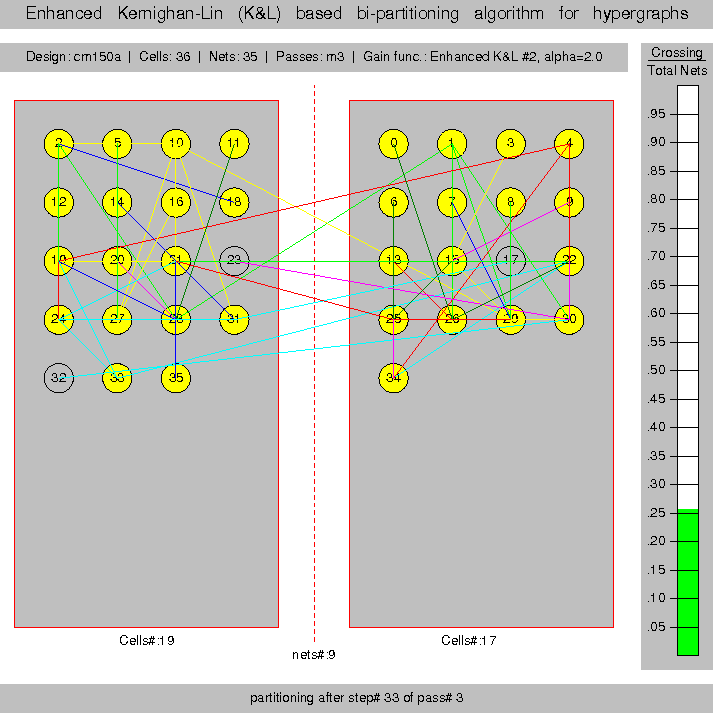 Enhanced Kernighan-Lin (K&L) based bi-partitioning algorithm for hypergraphs
Design: cm150a | Cells: 36 | Nets: 35 | Passes: m3 | Gain func.: Enhanced K&L #2, alpha=2.0
Crossing
Total Nets
.95
.90
.85
.80
.75
.70
.65
.60
.55
.50
.45
.40
.35
.30
.25
.20
.15
.10
.05
2 5 10 11 0 1 3 4
12 14 16 18 6 7 8 9
19 20 21 23 13 15 17 22
24 27 28 31 25 26 29 30
32 33 35 34
Cells#:19
Cells#:17
nets#:9
partitioning after step# 33 of pass# 3